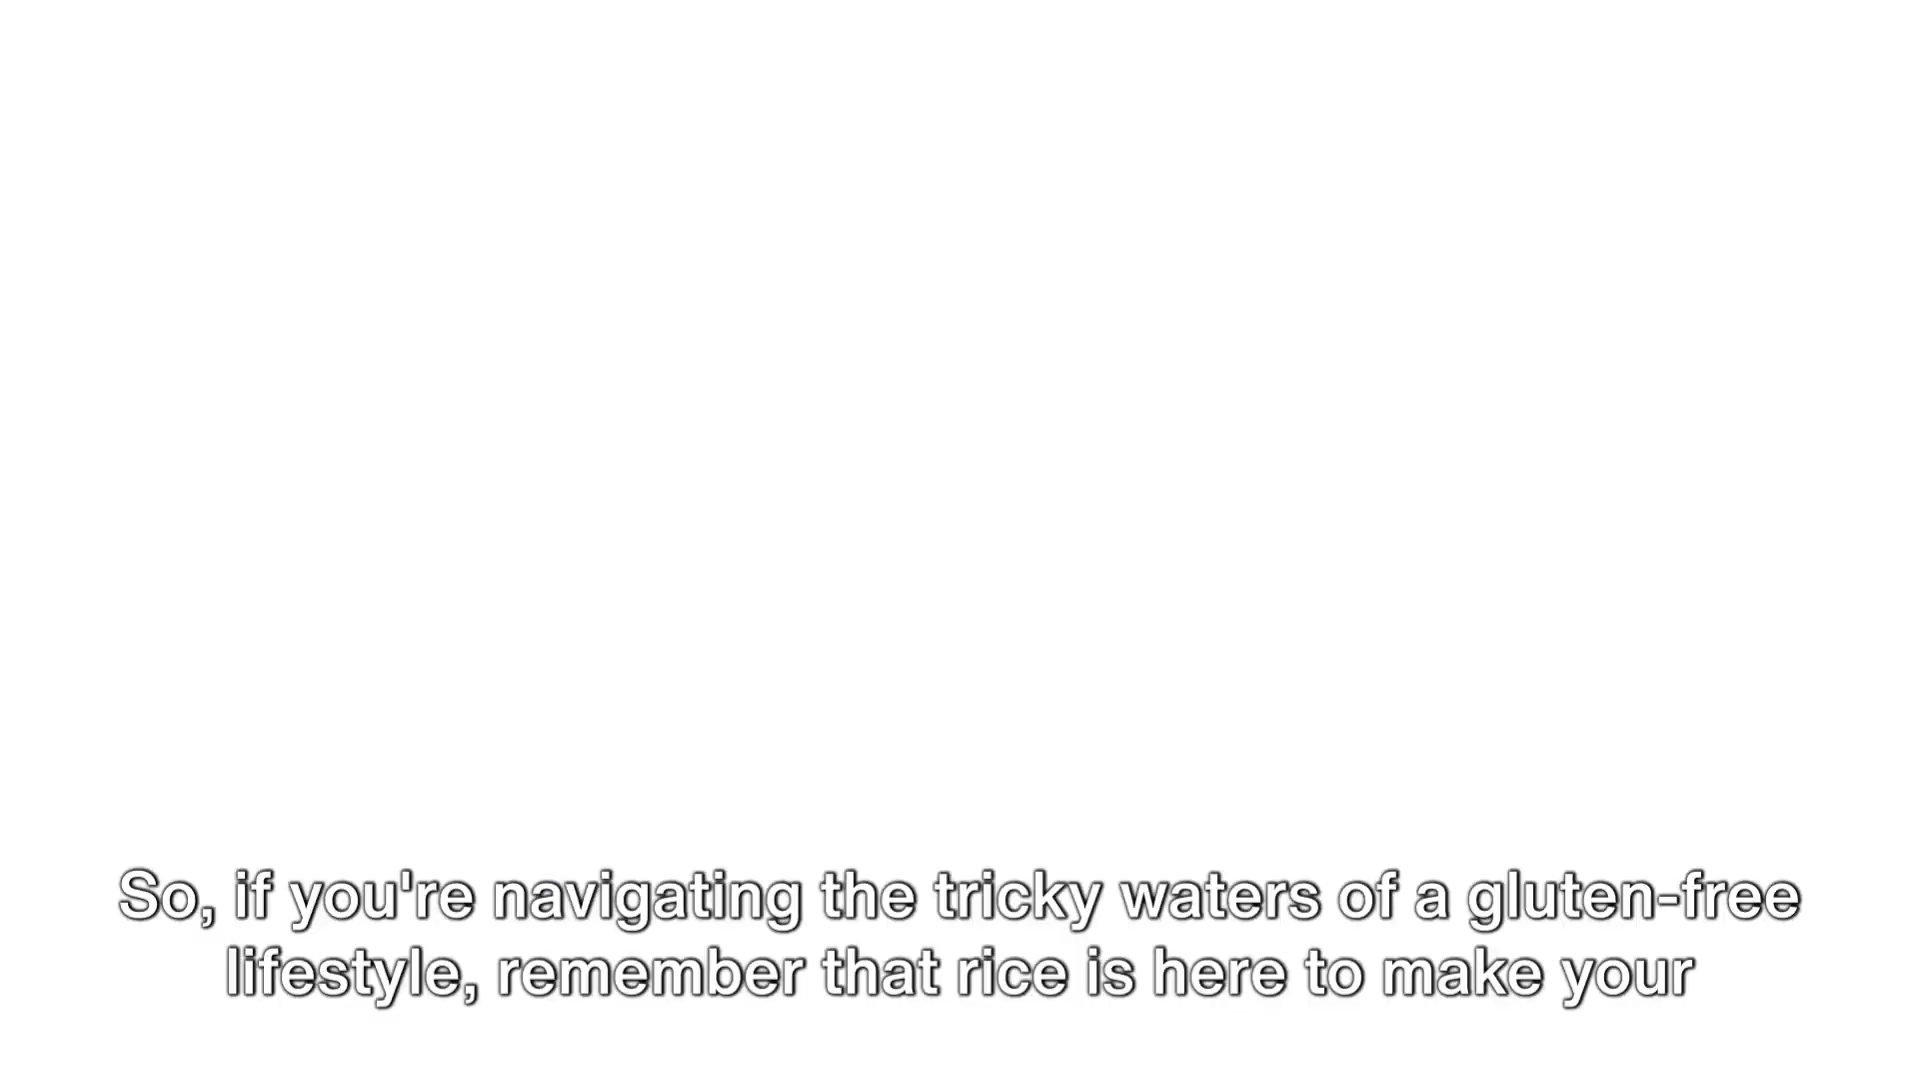 So, if you're navigating the tricky waters of a gluten-free
lifestyle, remember that rice is here to make your